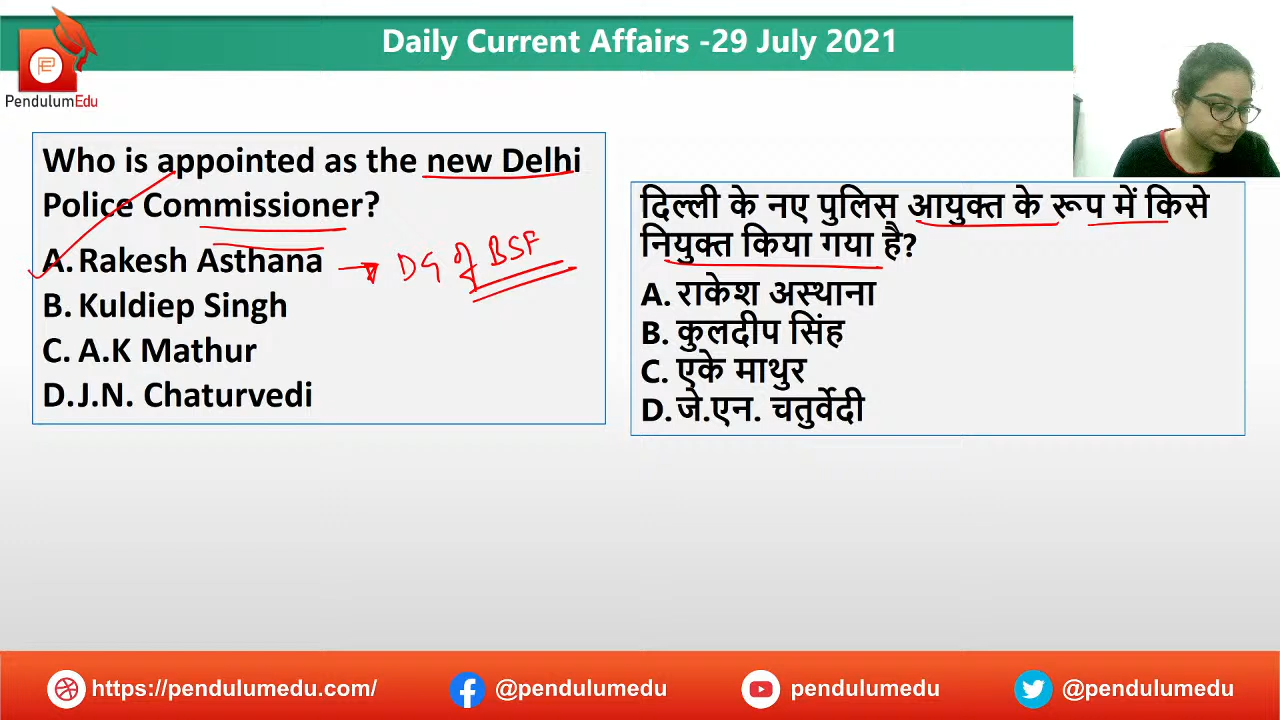 Daily Current Affairs -29 July 2021
PE
PendulumEdu
Who is appointed as the new Delhi
Police Commissioner?
A. Rakesh Asthana → DG of BSF
B. Kuldiep Singh
C. A.K Mathur
D. J.N. Chaturvedi
दिल्ली के नए पुलिस आयुक्त के रूप में किसे
नियुक्त किया गया है?
A. राकेश अस्थाना
B. कुलदीप सिंह
C. एके माथुर
D. जे.एन. चतुर्वेदी
https://pendulumedu.com/ @pendulumedu pendulumedu @pendulumedu